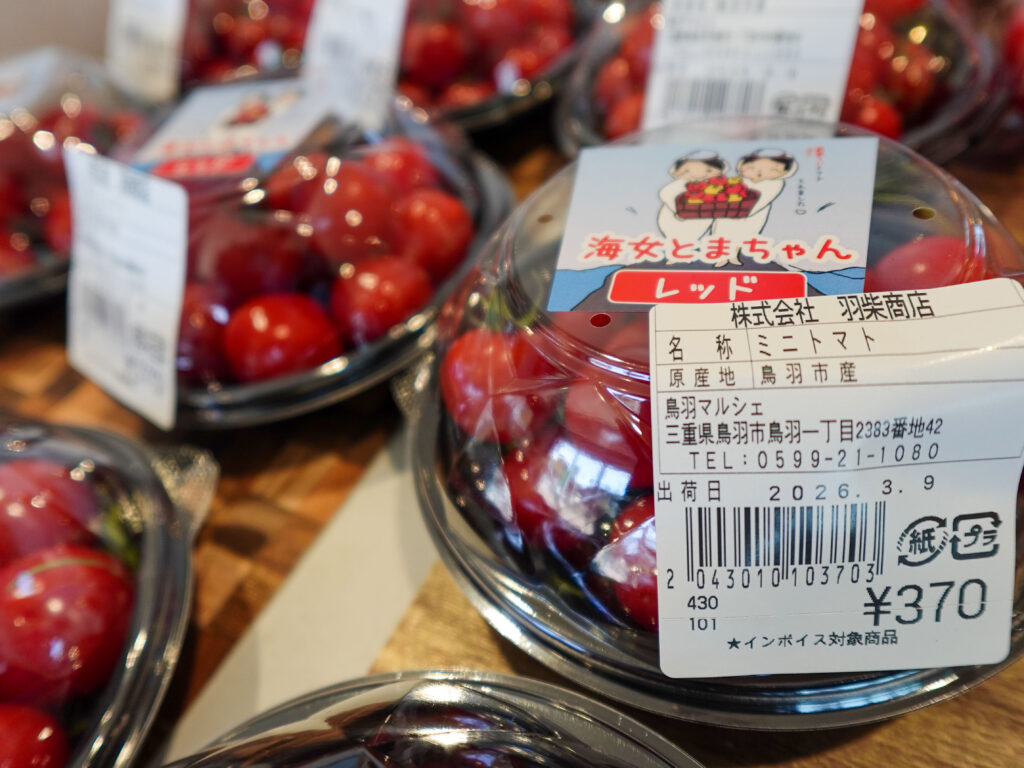 海女とまちゃん
レッド
株式会社 羽柴商店
名 称 ミニトマト
原産地 鳥羽市産
鳥羽マルシェ
三重県鳥羽市鳥羽一丁目2383番地42
TEL:0599-21-1080
出荷日 2026. 3. 9
紙 プラ
2 043010 103703
430
101
¥370
★インボイス対象商品